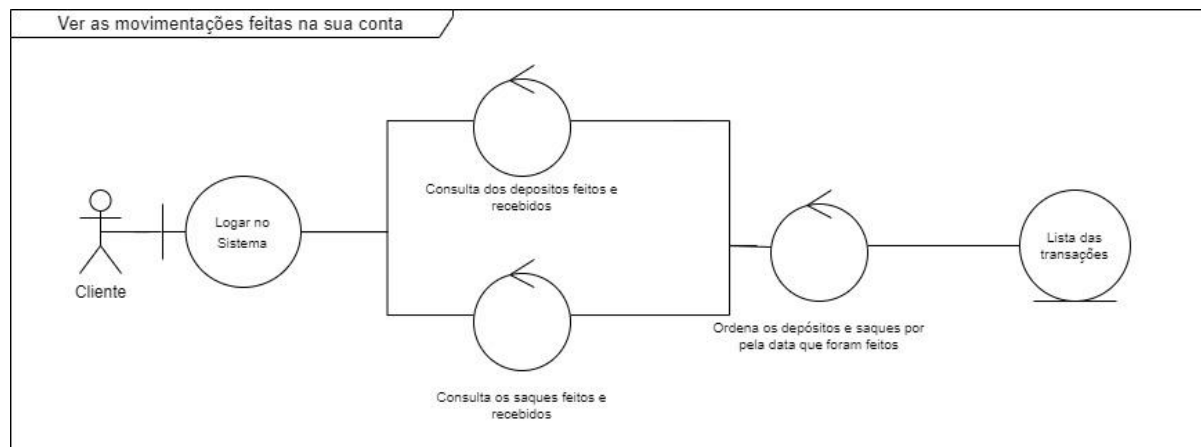 Ver as movimentações feitas na sua conta
Consulta dos depositos feitos e
recebidos
Logar no
Sistema
Cliente
Lista das
transações
Ordena os depósitos e saques por
pela data que foram feitos
Consulta os saques feitos e
recebidos